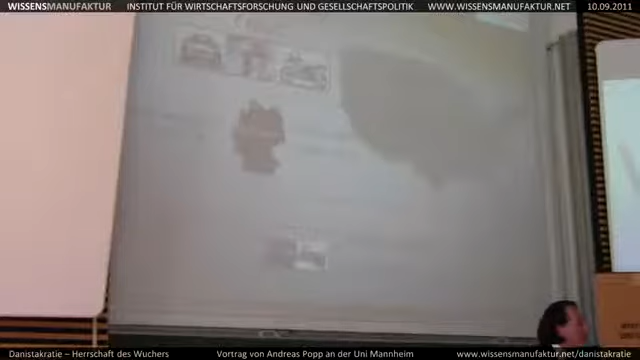 WISSENSMANUFAKTUR INSTITUT FÜR WIRTSCHAFTSFORSCHUNG UND GESELLSCHAFTSPOLITIK WWW.WISSENSMANUFAKTUR.NET 10.09.2011
Danistakratie – Herrschaft des Wuchers Vortrag von Andreas Popp an der Uni Mannheim www.wissensmanufaktur.net/danistakratie